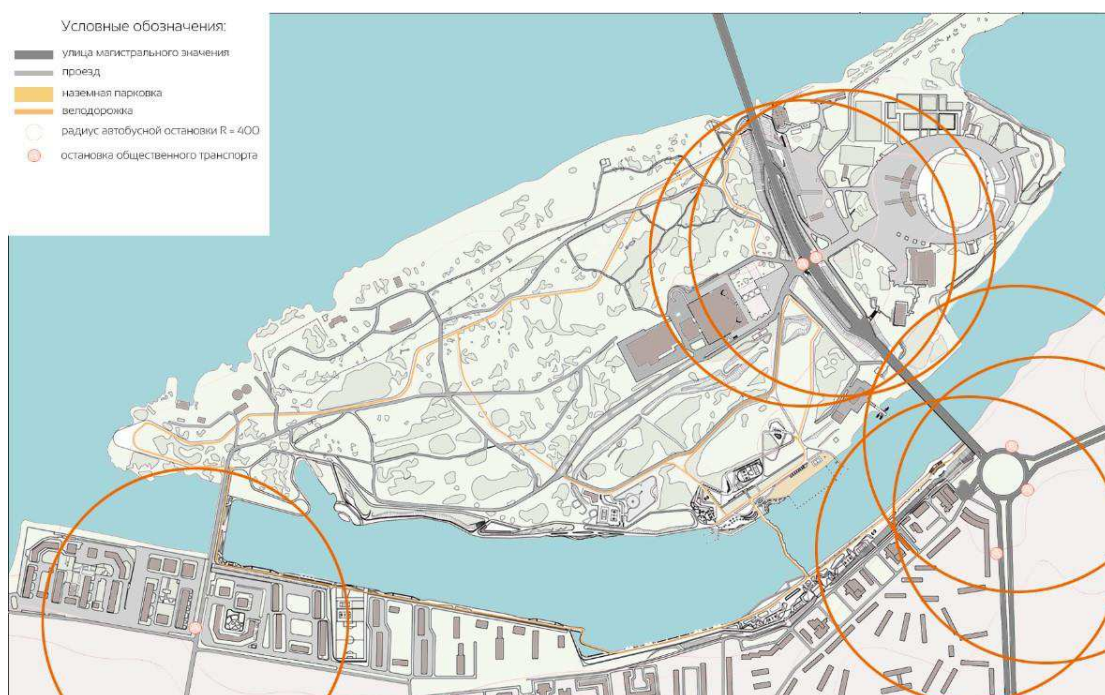 Условные обозначения:
улица магистрального значения
проезд
наземная парковка
велодорожка
радиус автобусной остановки R = 400
остановка общественного транспорта